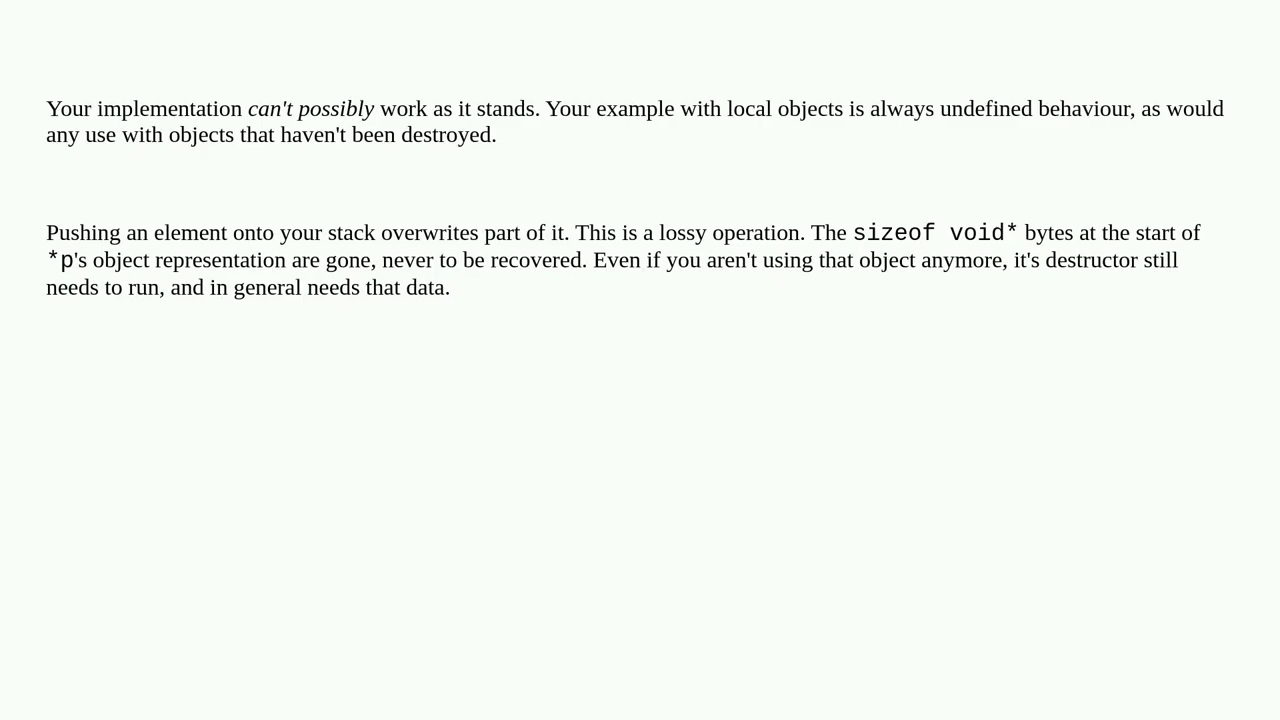 Your implementation can't possibly work as it stands. Your example with local objects is always undefined behaviour, as would
any use with objects that haven't been destroyed.
Pushing an element onto your stack overwrites part of it. This is a lossy operation. The sizeof void* bytes at the start of
*p's object representation are gone, never to be recovered. Even if you aren't using that object anymore, it's destructor still
needs to run, and in general needs that data.